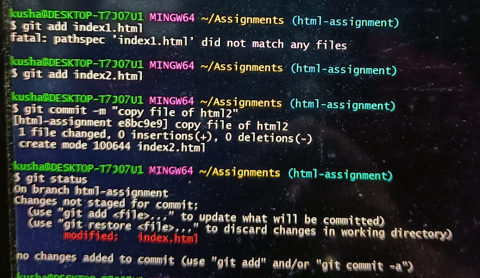 kusha@DESKTOP-T7J07U1 MINGW64 ~/Assignments (html-assignment)
$ git add index1.html
fatal: pathspec 'index1.html' did not match any files
kusha@DESKTOP-T7J07U1 MINGW64 ~/Assignments (html-assignment)
$ git add index2.html
kusha@DESKTOP-T7J07U1 MINGW64 ~/Assignments (html-assignment)
$ git commit -m "copy file of html2"
[html-assignment e8bc9e9] copy file of html2
1 file changed, 0 insertions(+), 0 deletions(-)
create mode 100644 index2.html
kusha@DESKTOP-T7J07U1 MINGW64 ~/Assignments (html-assignment)
$ git status
On branch html-assignment
Changes not staged for commit:
(use "git add <file>..." to update what will be committed)
(use "git restore <file>..." to discard changes in working directory)
modified: index.html
no changes added to commit (use "git add" and/or "git commit -a")